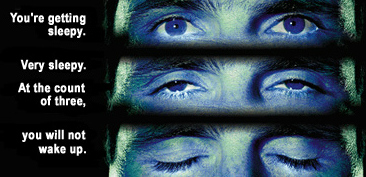 You're getting
sleepy.
Very sleepy.
At the count
of three,
you will not
wake up.